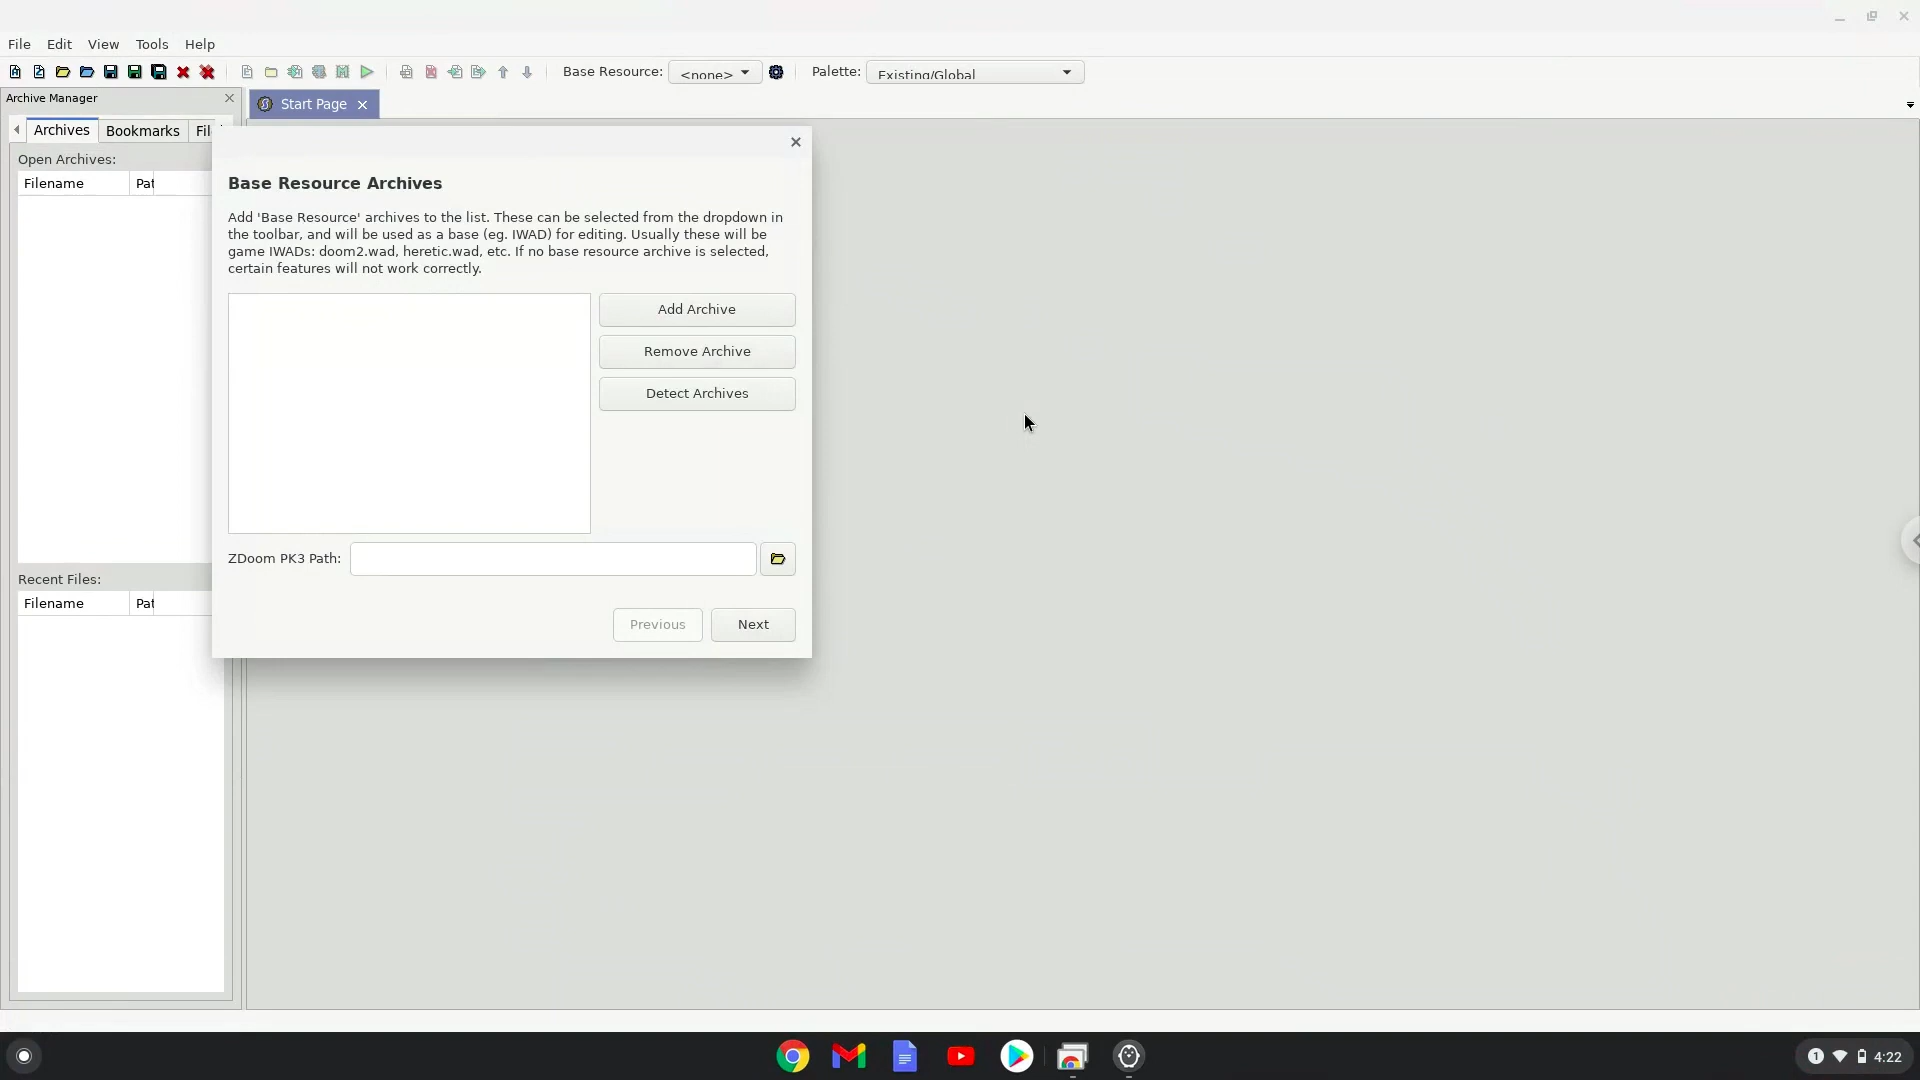 File Edit View Tools Help
Base Resource: <none> Palette: Existing/Global
Archive Manager
Start Page
Archives Bookmarks Fil
Open Archives:
Filename Pat
Base Resource Archives
Add 'Base Resource' archives to the list. These can be selected from the dropdown in
the toolbar, and will be used as a base (eg. IWAD) for editing. Usually these will be
game IWADs: doom2.wad, heretic.wad, etc. If no base resource archive is selected,
certain features will not work correctly.
Add Archive
Remove Archive
Detect Archives
ZDoom PK3 Path:
Recent Files:
Filename Pat
Previous Next
1 4:22